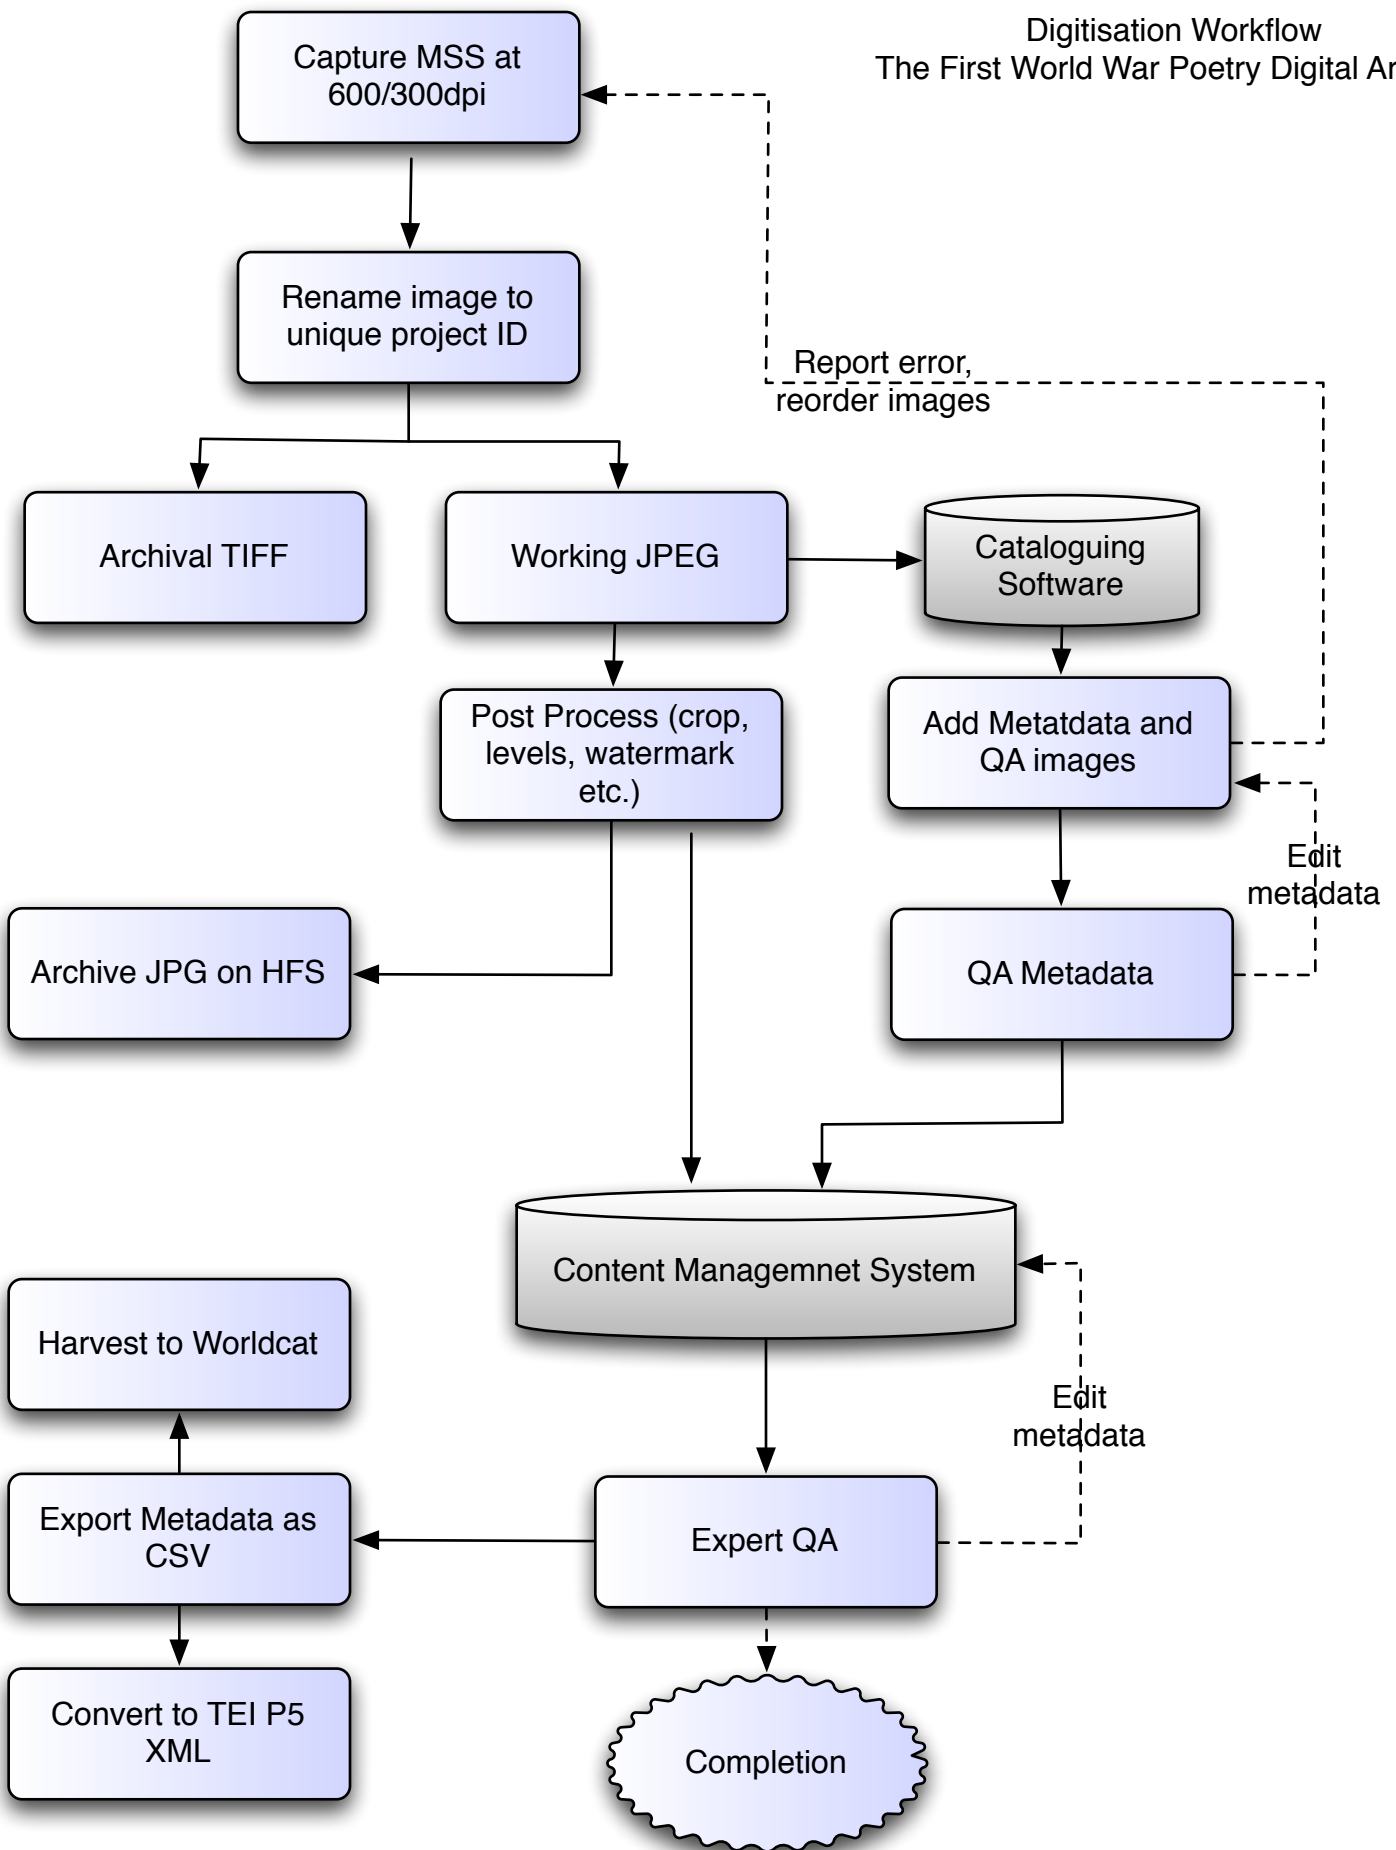 Digitisation Workflow
The First World War Poetry Digital
Capture MSS at
600/300dpi
Rename image to
unique project ID
Report error,
reorder images
Archival TIFF
Working JPEG
Cataloguing
Software
Post Process (crop,
levels, watermark
etc.)
Add Metatdata and
QA images
Edit
metadata
Archive JPG on HFS
QA Metadata
Content Managemnet System
Harvest to Worldcat
Edit
metadata
Export Metadata as
CSV
Expert QA
Convert to TEI P5
XML
Completion